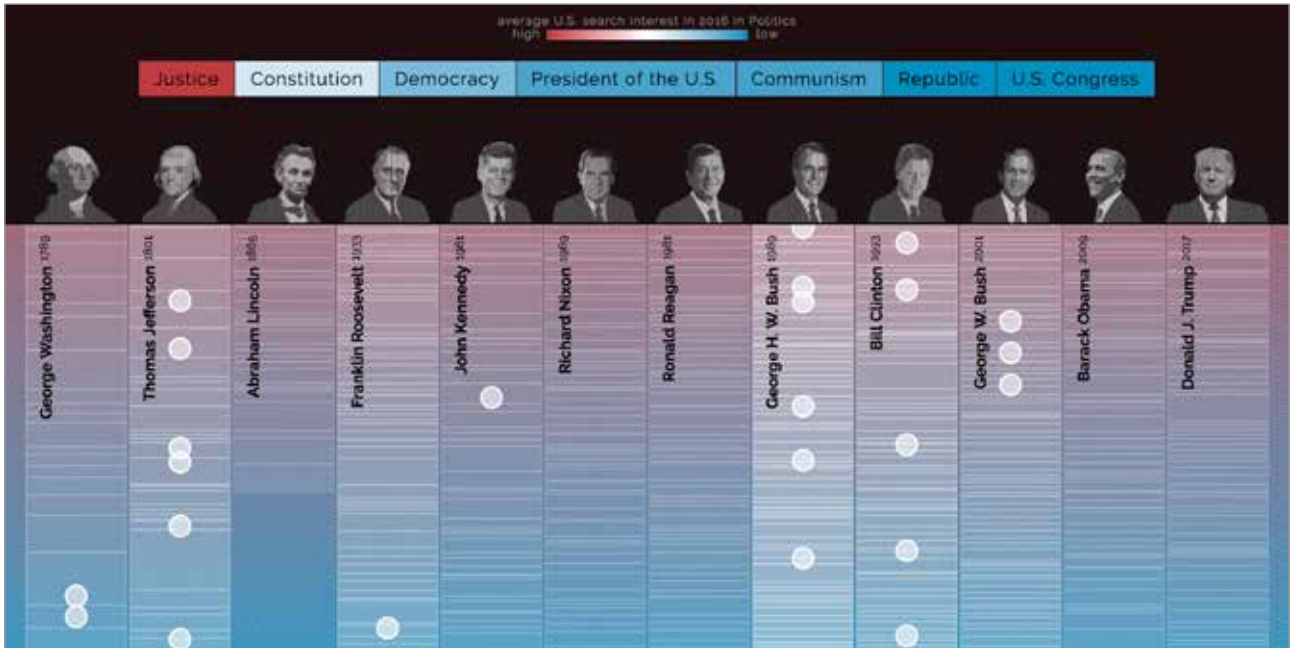 average U.S. search interest in 2016 in Politics
high low
Justice Constitution Democracy President of the U.S. Communism Republic U.S. Congress
George Washington 1789
Thomas Jefferson 1801
Abraham Lincoln 1865
Franklin Roosevelt 1933
John Kennedy 1961
Richard Nixon 1969
Ronald Reagan 1981
George H. W. Bush 1989
Bill Clinton 1993
George W. Bush 2001
Barack Obama 2009
Donald J. Trump 2017